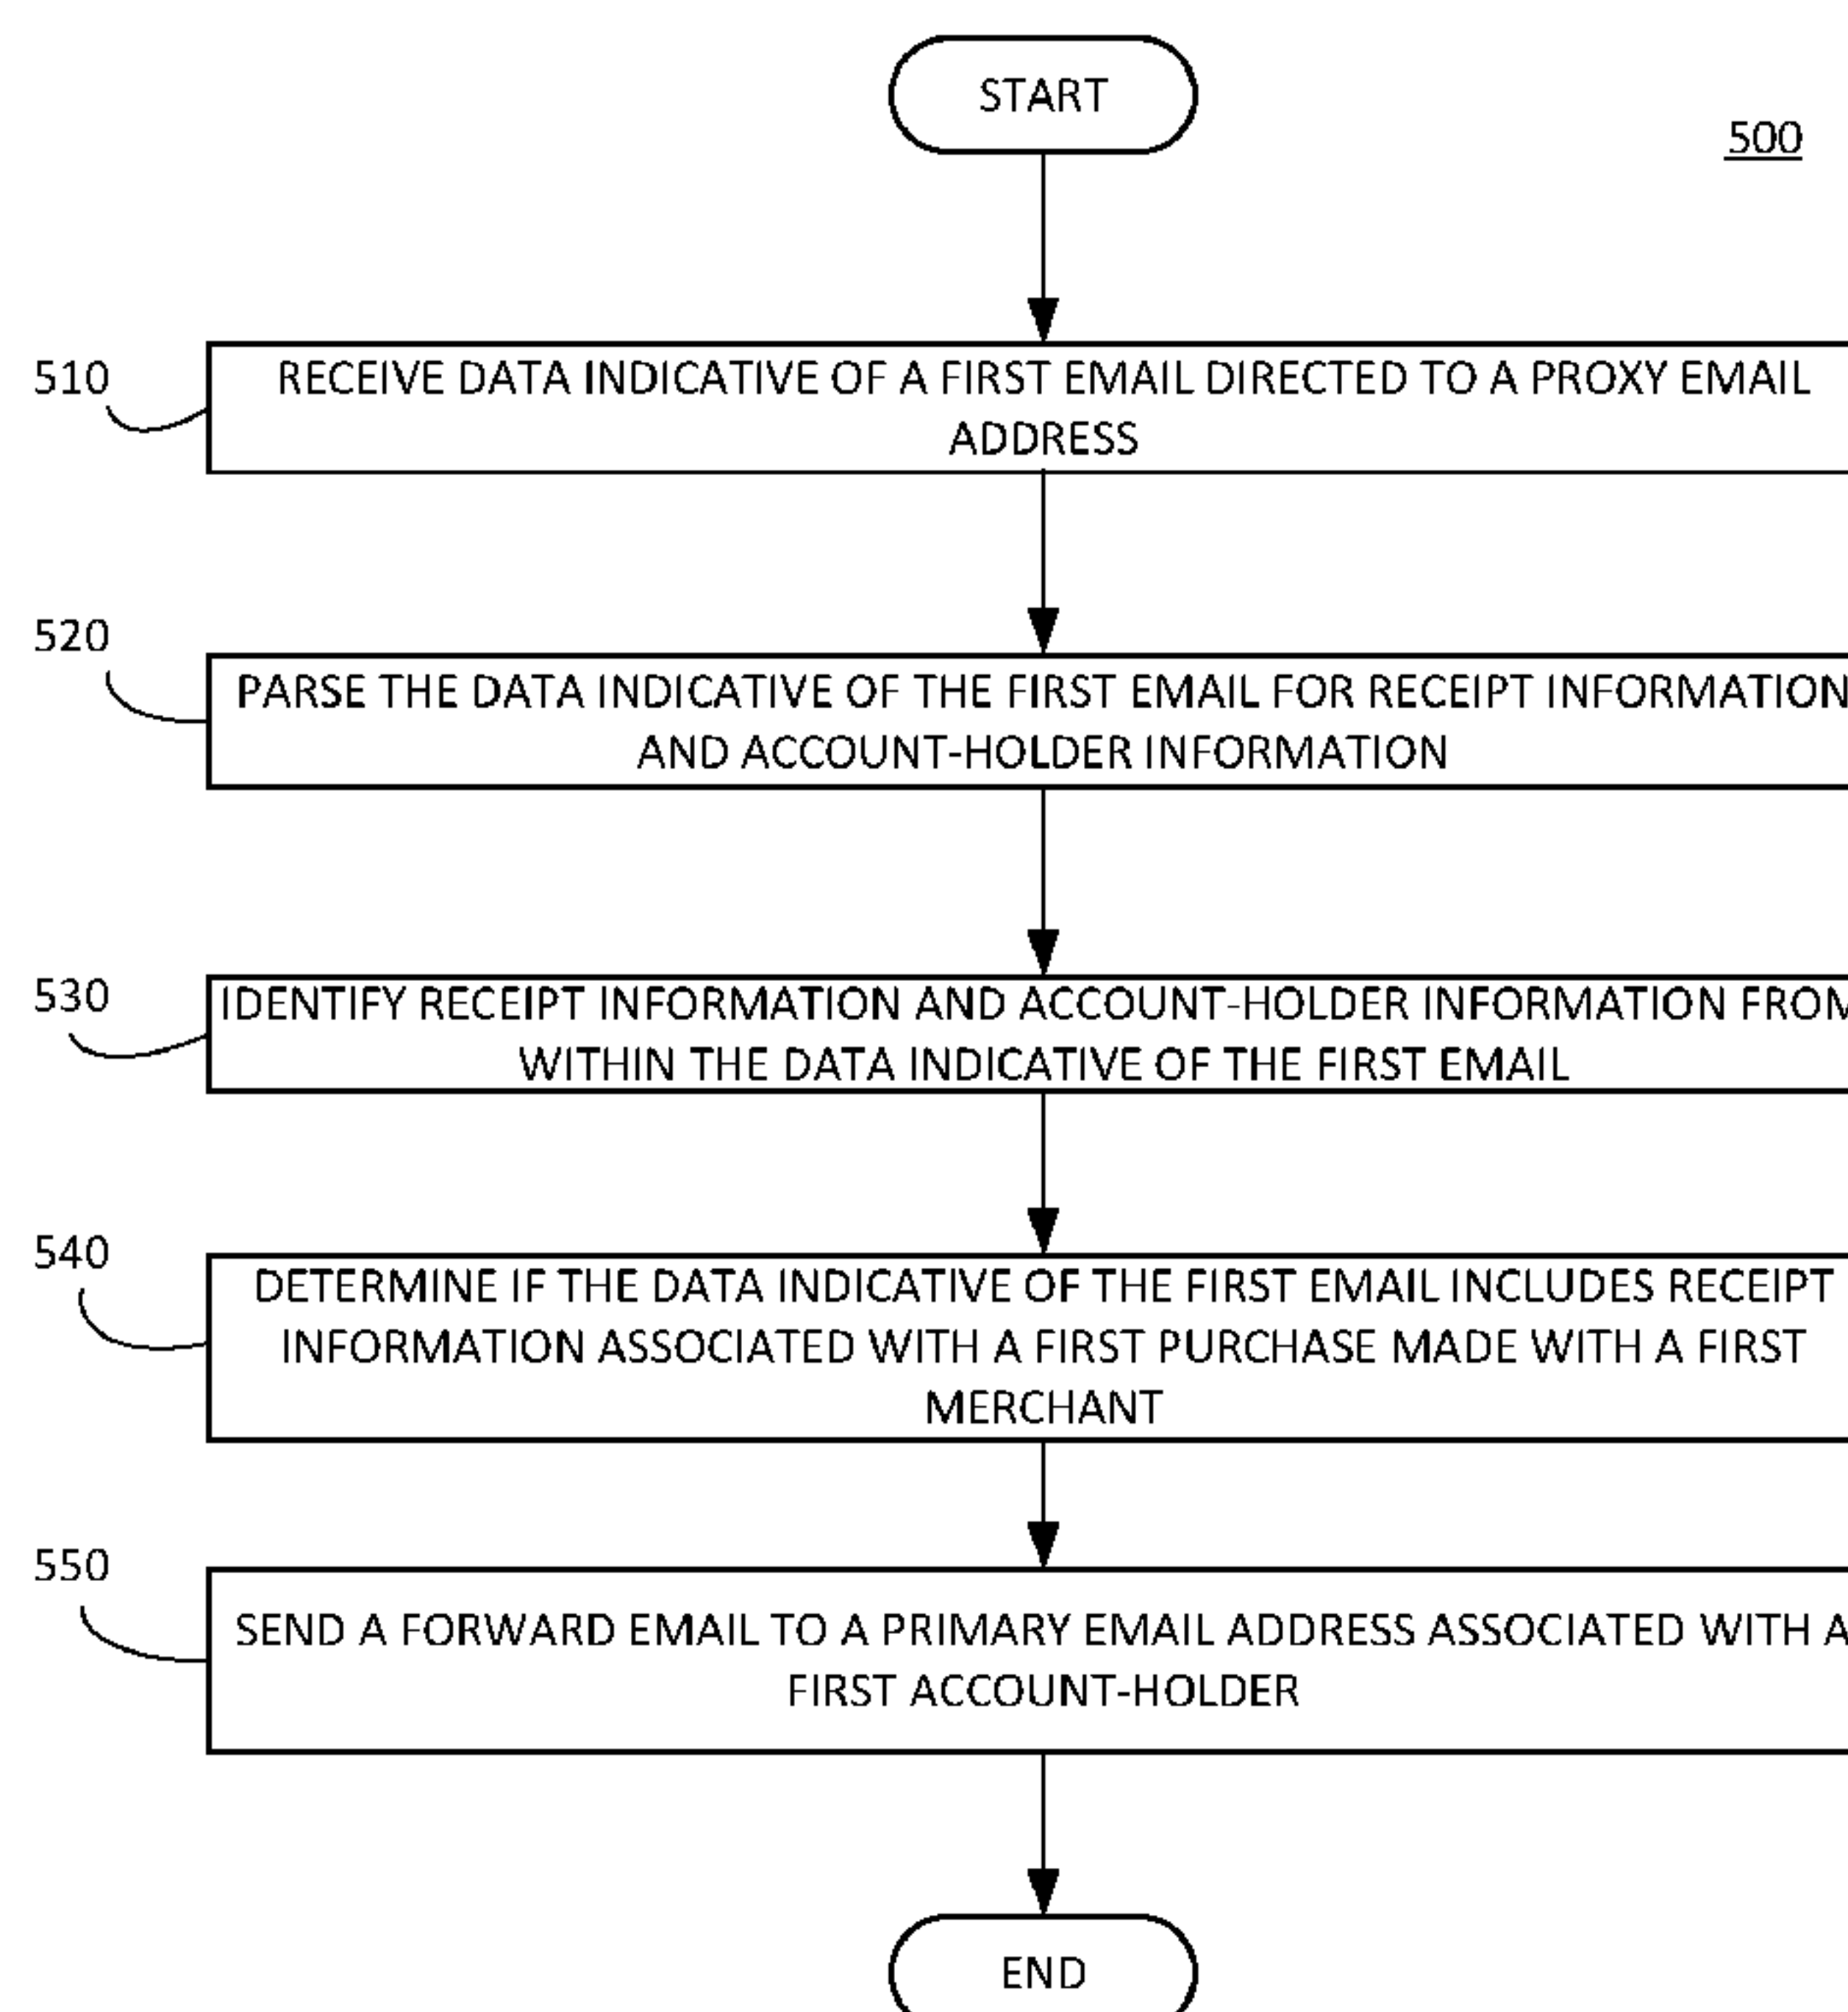 START
500
510
RECEIVE DATA INDICATIVE OF A FIRST EMAIL DIRECTED TO A PROXY EMAIL
ADDRESS
520
PARSE THE DATA INDICATIVE OF THE FIRST EMAIL FOR RECEIPT INFORMATION
AND ACCOUNT-HOLDER INFORMATION
530
IDENTIFY RECEIPT INFORMATION AND ACCOUNT-HOLDER INFORMATION FROM
WITHIN THE DATA INDICATIVE OF THE FIRST EMAIL
540
DETERMINE IF THE DATA INDICATIVE OF THE FIRST EMAIL INCLUDES RECEIPT
INFORMATION ASSOCIATED WITH A FIRST PURCHASE MADE WITH A FIRST
MERCHANT
550
SEND A FORWARD EMAIL TO A PRIMARY EMAIL ADDRESS ASSOCIATED WITH A
FIRST ACCOUNT-HOLDER
END